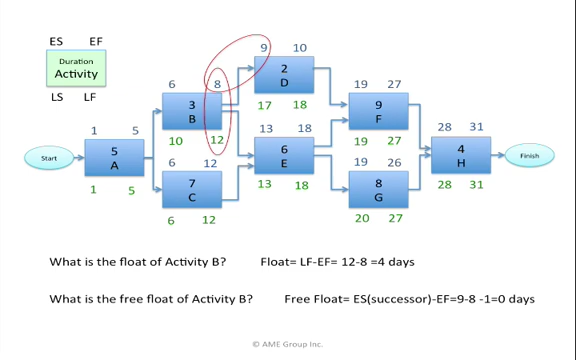 ES EF
Duration
Activity
LS LF
9 10
2
D
17 18
6 8
3
B
10 12
19 27
9
F
19 27
1 5
5
A
1 5
Start
13 18
6
E
13 18
28 31
4
H
28 31
Finish
6 12
7
C
6 12
19 26
8
G
20 27
What is the float of Activity B? Float= LF-EF= 12-8 =4 days
What is the free float of Activity B? Free Float= ES(successor)-EF=9-8 -1=0 days
© AME Group Inc.